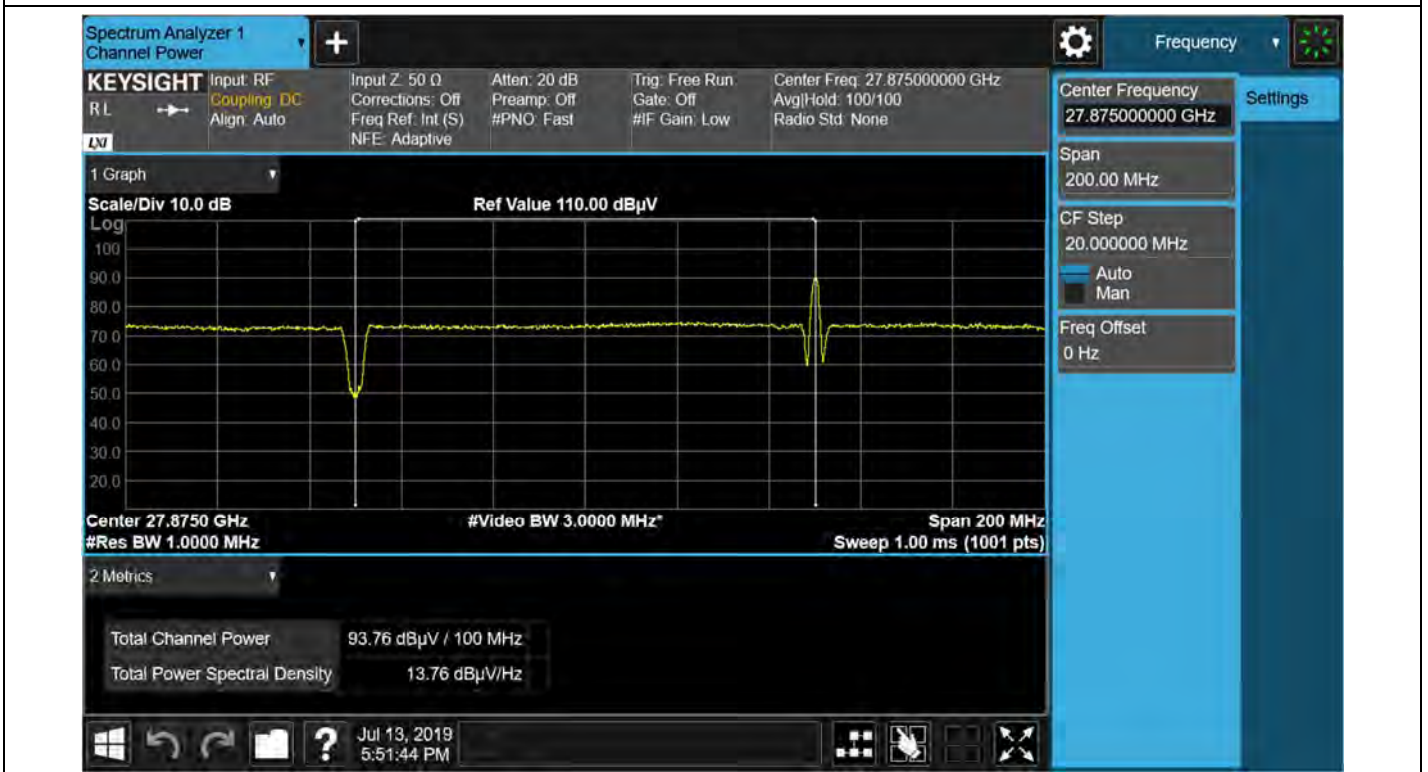 Spectrum Analyzer 1
Channel Power
+
Frequency
KEYSIGHT
RL
LXI
Input: RF
Coupling: DC
Align: Auto
Input Z: 50 Ω
Corrections: Off
Freq Ref: Int (S)
NFE: Adaptive
Atten: 20 dB
Preamp: Off
#PNO: Fast
Trig: Free Run
Gate: Off
#IF Gain: Low
Center Freq: 27.875000000 GHz
Avg|Hold: 100/100
Radio Std: None
Center Frequency
27.875000000 GHz
Settings
Span
200.00 MHz
CF Step
20.000000 MHz
Auto
Man
Freq Offset
0 Hz
1 Graph
Scale/Div 10.0 dB
Ref Value 110.00 dBµV
Log
100
90.0
80.0
70.0
60.0
50.0
40.0
30.0
20.0
Center 27.8750 GHz
#Video BW 3.0000 MHz*
Span 200 MHz
#Res BW 1.0000 MHz
Sweep 1.00 ms (1001 pts)
2 Metrics
Total Channel Power
93.76 dBµV / 100 MHz
Total Power Spectral Density
13.76 dBµV/Hz
?
Jul 13, 2019
5:51:44 PM